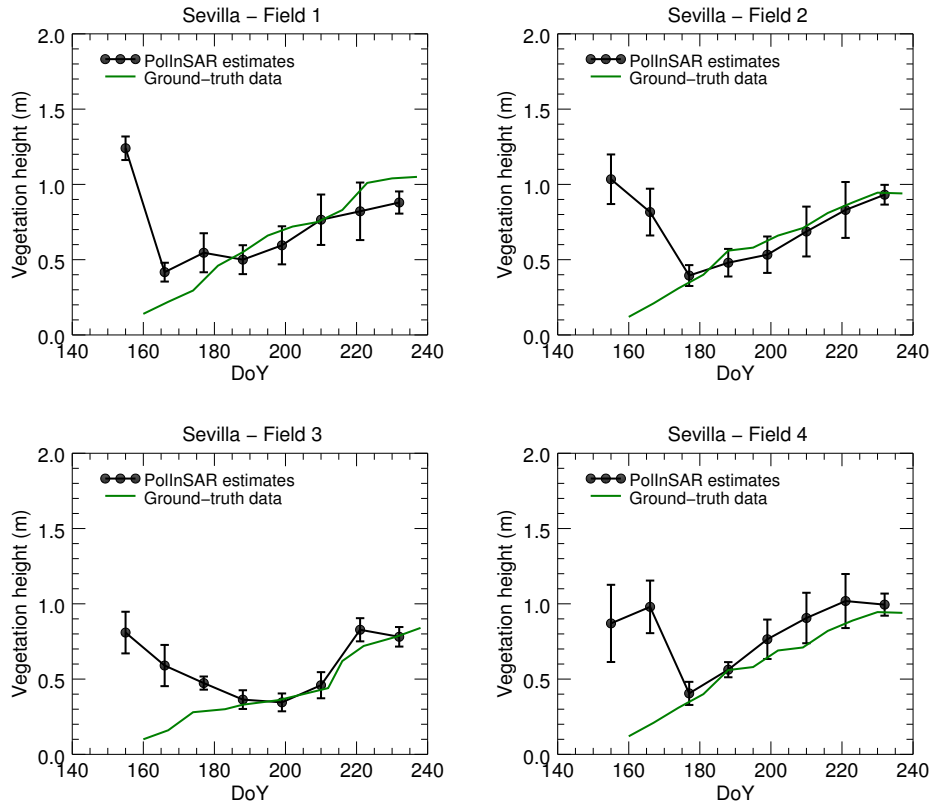 Sevilla − Field 1
2.0
PolInSAR estimates
Ground−truth data
1.5
1.0
0.5
0.0
Vegetation height (m)
140 160 180 200 220 240
DoY
Sevilla − Field 2
2.0
PolInSAR estimates
Ground−truth data
1.5
1.0
0.5
0.0
Vegetation height (m)
140 160 180 200 220 240
DoY
Sevilla − Field 3
2.0
PolInSAR estimates
Ground−truth data
1.5
1.0
0.5
0.0
Vegetation height (m)
140 160 180 200 220 240
DoY
Sevilla − Field 4
2.0
PolInSAR estimates
Ground−truth data
1.5
1.0
0.5
0.0
Vegetation height (m)
140 160 180 200 220 240
DoY